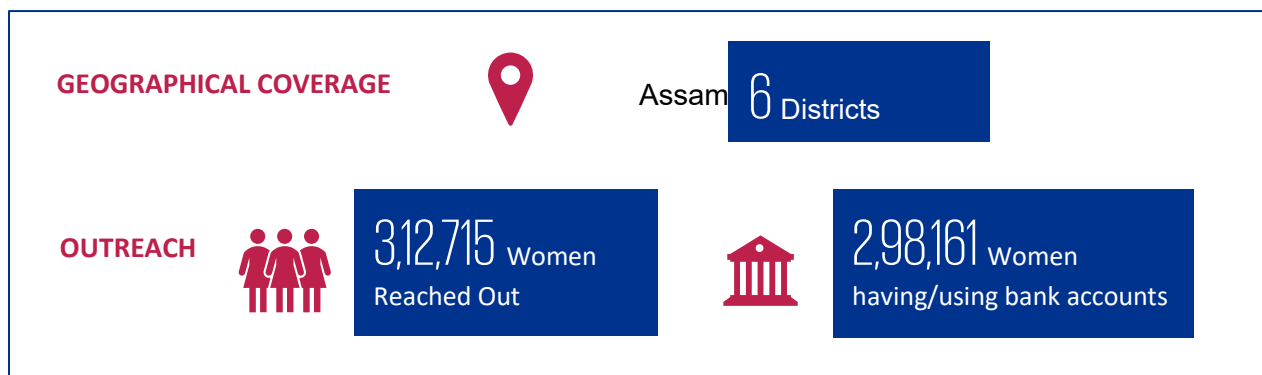 GEOGRAPHICAL COVERAGE
Assam
6 Districts
OUTREACH
3,12,715 Women
Reached Out
2,98,161 Women
having/using bank accounts